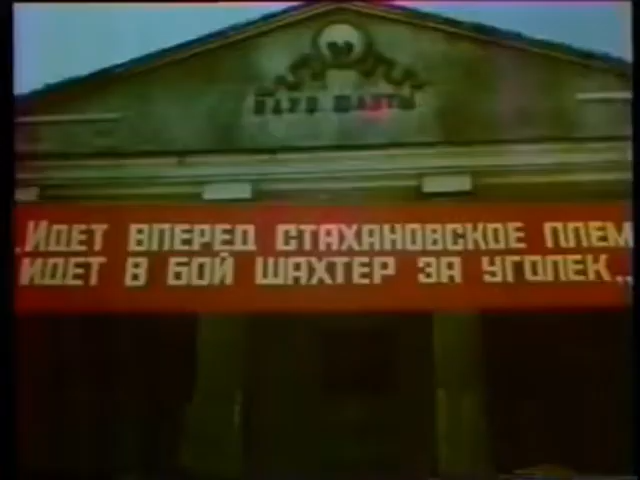 „ИДЕТ ВПЕРЕД СТАХАНОВСКОЕ ПЛЕМ
ИДЕТ В БОЙ ШАХТЕР ЗА УГОЛЕК„